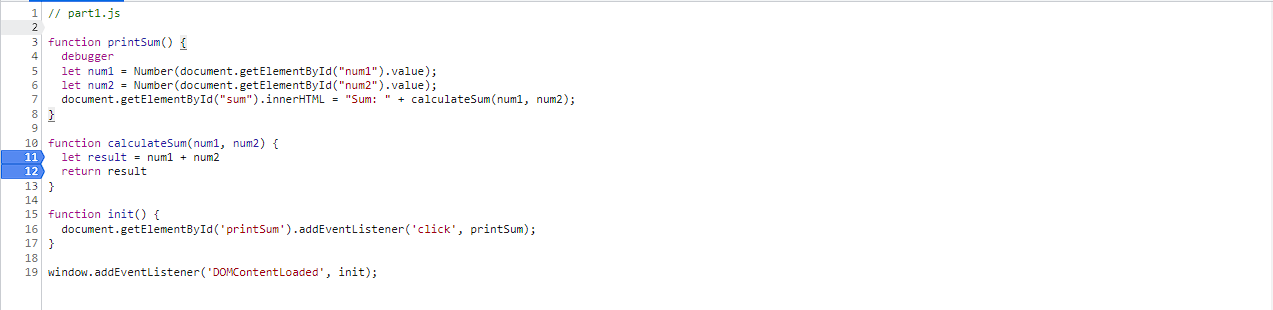 1 // part1.js
2
3 function printSum() {
4   debugger
5   let num1 = Number(document.getElementById("num1").value);
6   let num2 = Number(document.getElementById("num2").value);
7   document.getElementById("sum").innerHTML = "Sum: " + calculateSum(num1, num2);
8 }
9
10 function calculateSum(num1, num2) {
11   let result = num1 + num2
12   return result
13 }
14
15 function init() {
16   document.getElementById('printSum').addEventListener('click', printSum);
17 }
18
19 window.addEventListener('DOMContentLoaded', init);